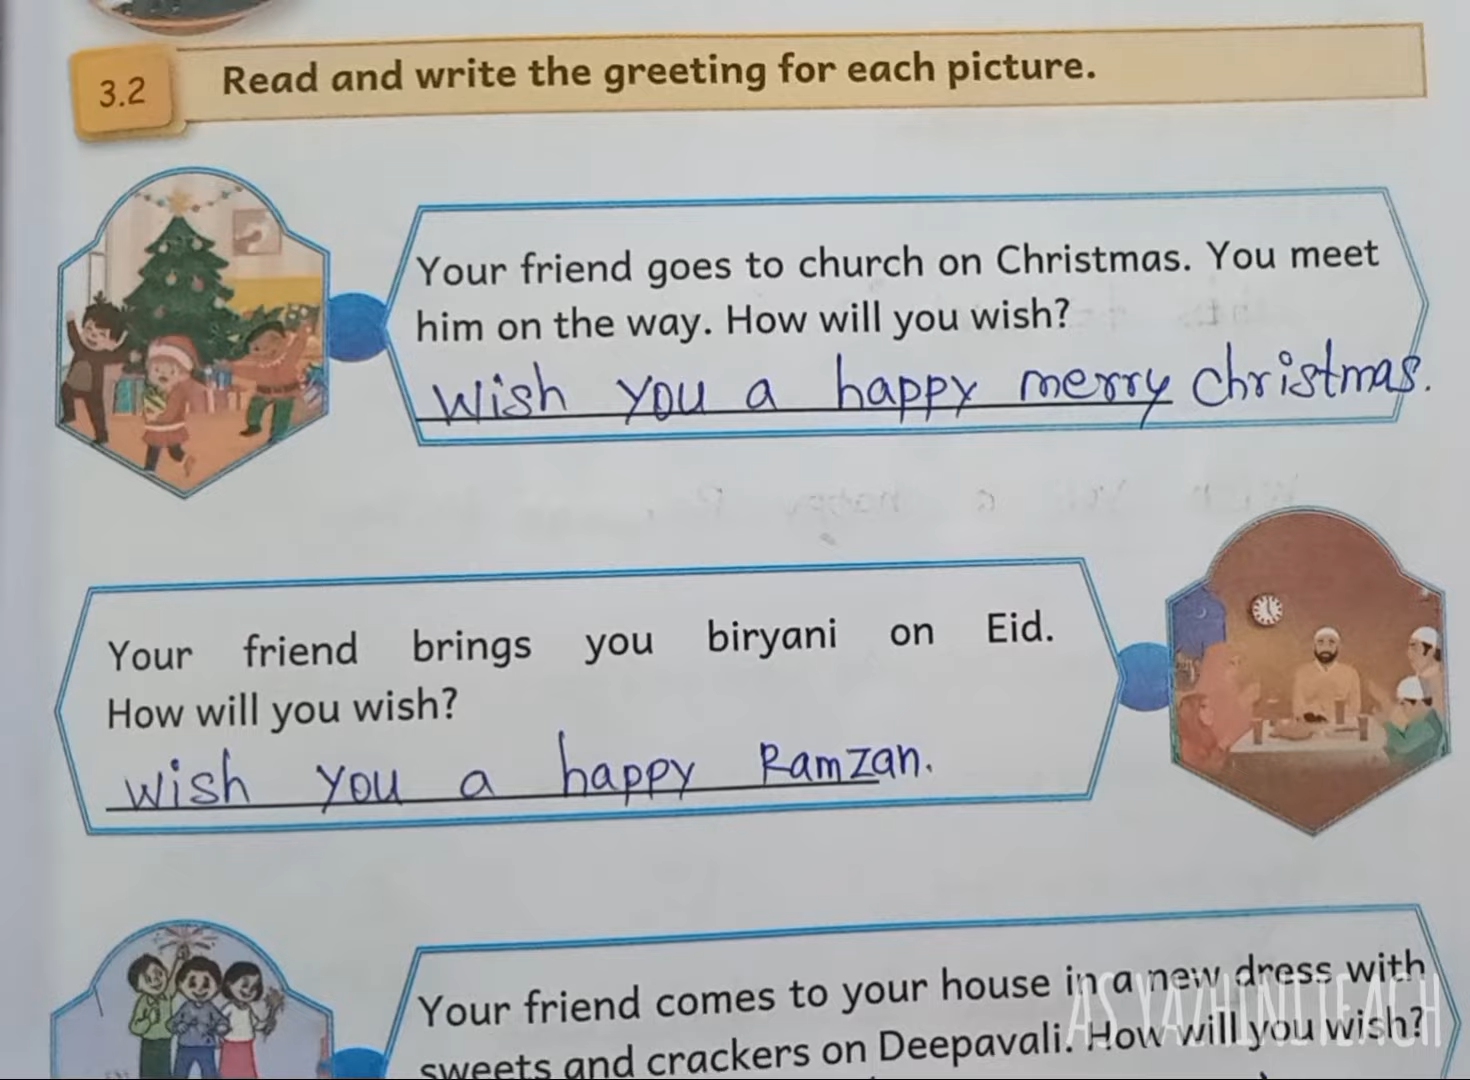 3.2
Read and write the greeting for each picture.
Your friend goes to church on Christmas. You meet
him on the way. How will you wish?
Wish you a happy merry Christmas.
Your friend brings you biryani on Eid.
How will you wish?
wish you a happy Ramzan.
Your friend comes to your house in a new dress with
sweets and crackers on Deepavali. How will you wish?
AS YAZHINI TEACH